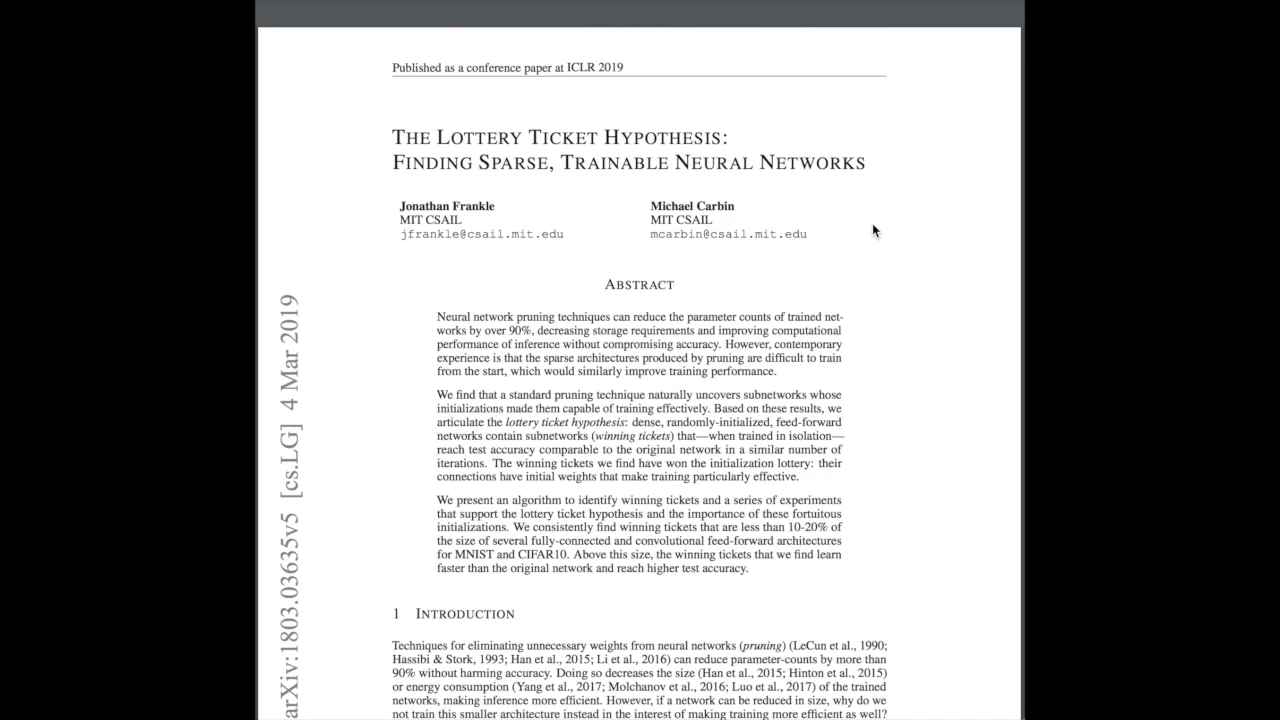 Published as a conference paper at ICLR 2019
THE LOTTERY TICKET HYPOTHESIS:
FINDING SPARSE, TRAINABLE NEURAL NETWORKS
Jonathan Frankle
MIT CSAIL
jfrankle@csail.mit.edu
Michael Carbin
MIT CSAIL
mcarbin@csail.mit.edu
ABSTRACT
Neural network pruning techniques can reduce the parameter counts of trained net-
works by over 90%, decreasing storage requirements and improving computational
performance of inference without compromising accuracy. However, contemporary
experience is that the sparse architectures produced by pruning are difficult to train
from the start, which would similarly improve training performance.
We find that a standard pruning technique naturally uncovers subnetworks whose
initializations made them capable of training effectively. Based on these results, we
articulate the lottery ticket hypothesis: dense, randomly-initialized, feed-forward
networks contain subnetworks (winning tickets) that—when trained in isolation—
reach test accuracy comparable to the original network in a similar number of
iterations. The winning tickets we find have won the initialization lottery: their
connections have initial weights that make training particularly effective.
We present an algorithm to identify winning tickets and a series of experiments
that support the lottery ticket hypothesis and the importance of these fortuitous
initializations. We consistently find winning tickets that are less than 10-20% of
the size of several fully-connected and convolutional feed-forward architectures
for MNIST and CIFAR10. Above this size, the winning tickets that we find learn
faster than the original network and reach higher test accuracy.
1 INTRODUCTION
Techniques for eliminating unnecessary weights from neural networks (pruning) (LeCun et al., 1990;
Hassibi & Stork, 1993; Han et al., 2015; Li et al., 2016) can reduce parameter-counts by more than
90% without harming accuracy. Doing so decreases the size (Han et al., 2015; Hinton et al., 2015)
or energy consumption (Yang et al., 2017; Molchanov et al., 2016; Luo et al., 2017) of the trained
networks, making inference more efficient. However, if a network can be reduced in size, why do we
not train this smaller architecture instead in the interest of making training more efficient as well?
arXiv:1803.03635v5 [cs.LG] 4 Mar 2019